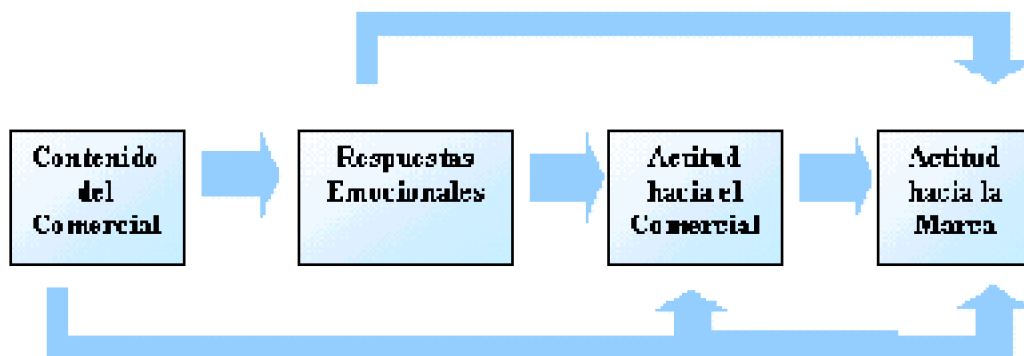 Contenido
del
Comercial
Respuestas
Emocionales
Actitud
hacia el
Comercial
Actitud
hacia la
Marca